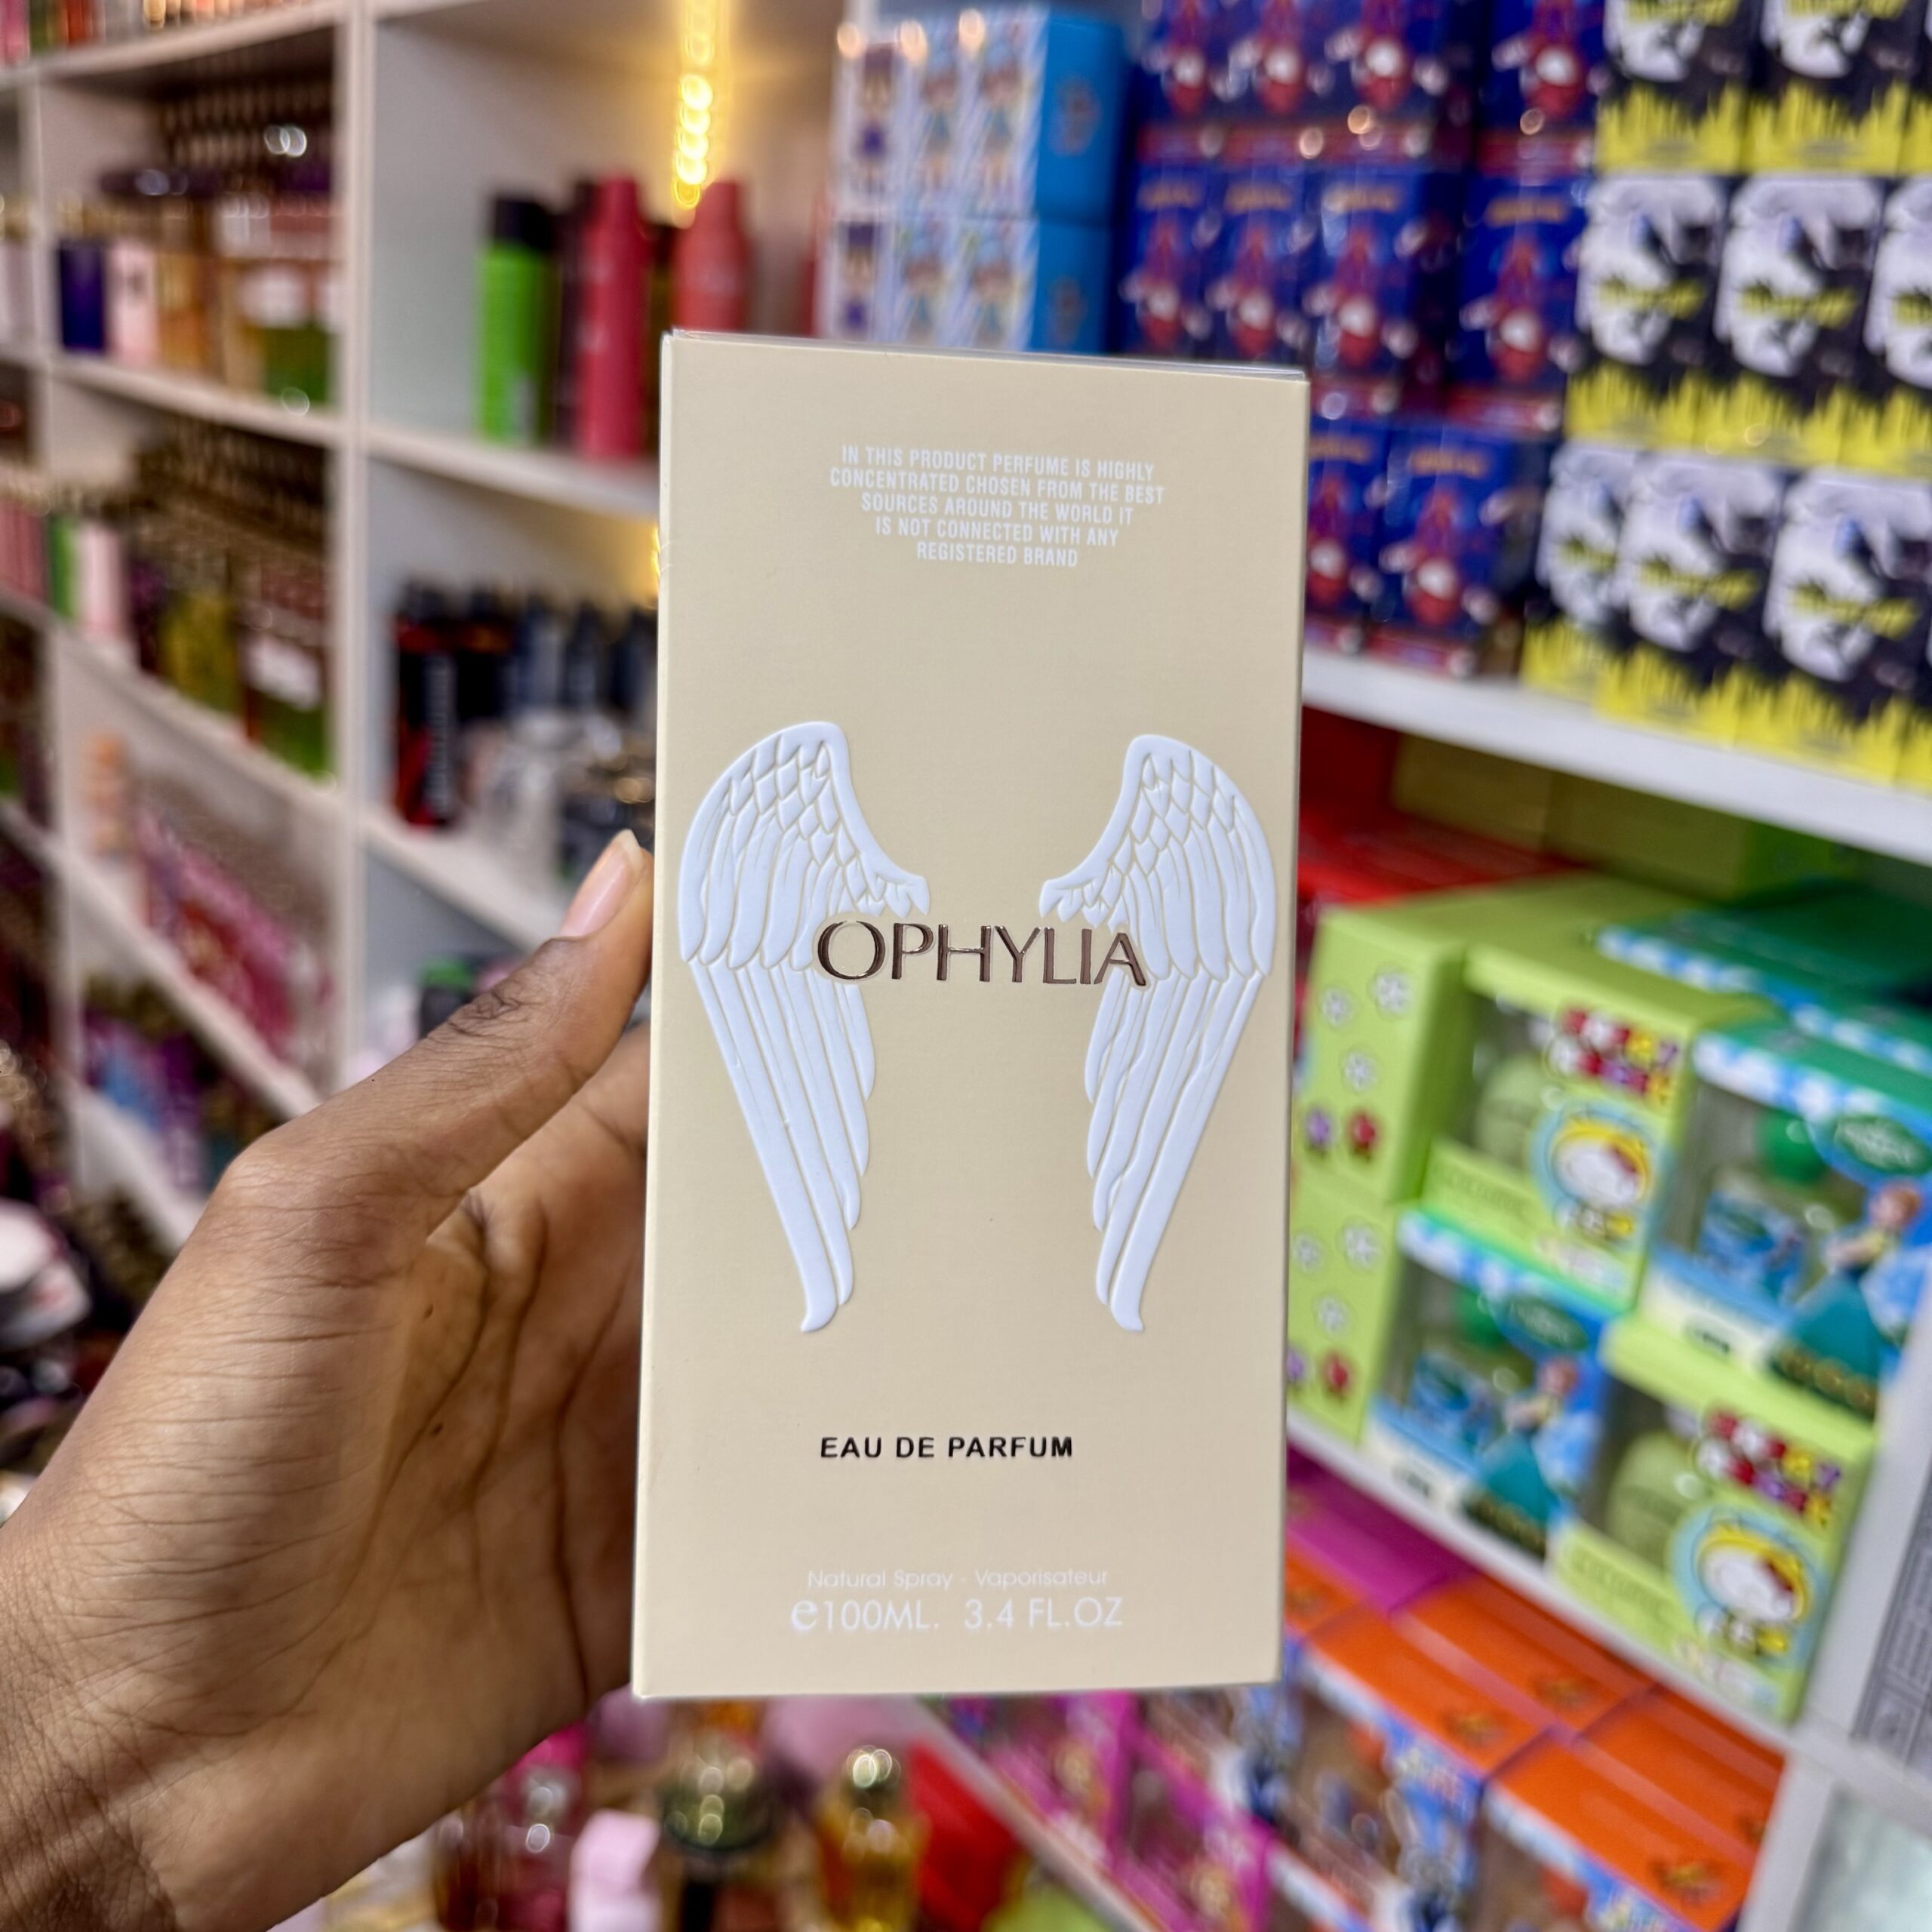 IN THIS PRODUCT PERFUME IS HIGHLY
CONCENTRATED CHOSEN FROM THE BEST
SOURCES AROUND THE WORLD IT
IS NOT CONNECTED WITH ANY
REGISTERED BRAND
OPHYLIA
EAU DE PARFUM
Natural Spray - Vaporisateur
e100ML. 3.4 FL.OZ